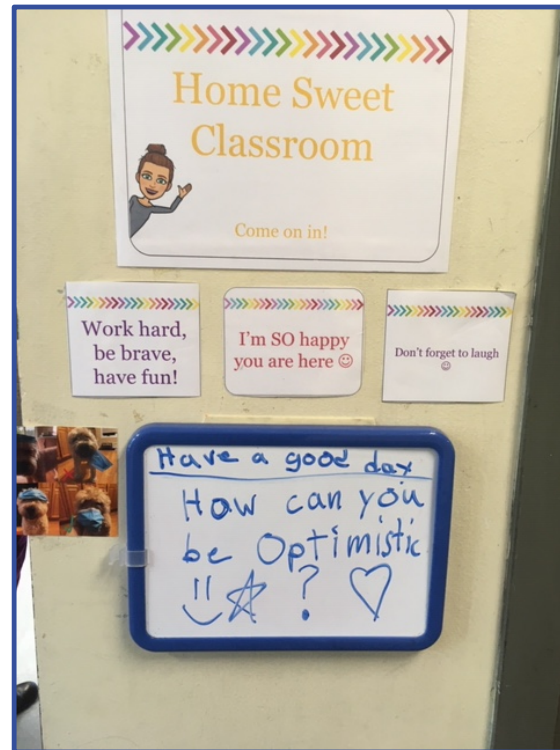 Home Sweet
Classroom
Come on in!
Work hard,
be brave,
have fun!
I'm SO happy
you are here ☺
Don't forget to laugh
☺
Have a good day
How can you
be Optimistic
?